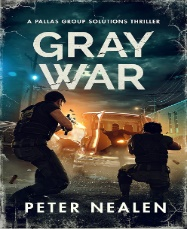 A PALLAS GROUP SOLUTIONS THRILLER
GRAY
WAR
PETER NEALEN